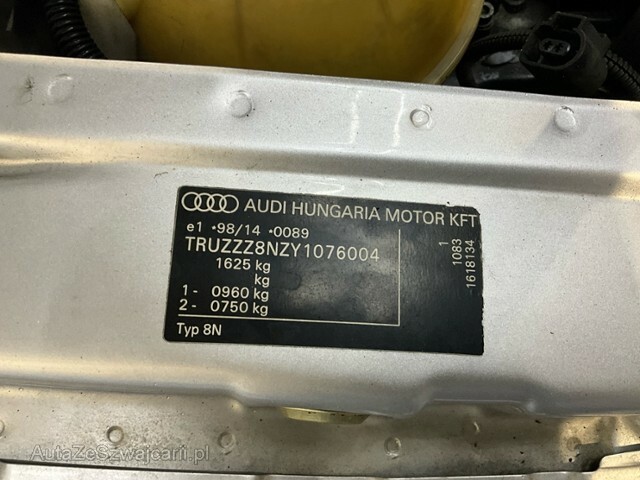 AUDI HUNGARIA MOTOR KFT
e1 *98/14 *0089
TRUZZZ8NZY1076004
1625 kg
kg
1- 0960 kg
2- 0750 kg
Typ 8N
1
1083
1618134
AutaZeSzwajcarii.pl